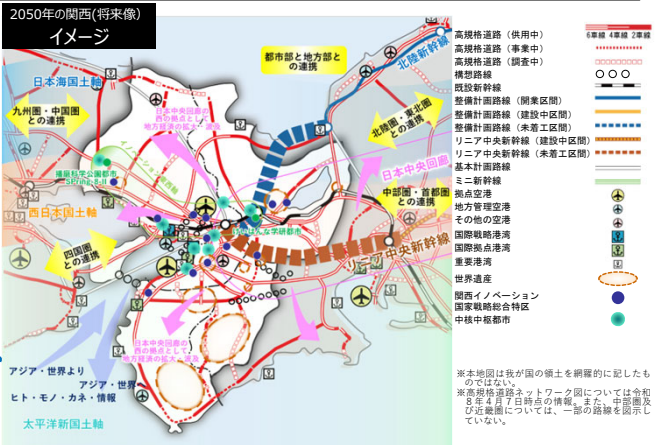 2050年の関西(将来像)
イメージ
都市部と地方部と
の連携
北陸新幹線
日本海国土軸
九州圏・中国圏
との連携
日本中央回廊の
西の拠点として
地方経済の拡大・波及
北陸圏・東北圏
との連携
播磨科学公園都市
日本中央回廊
中部圏・首都圏
との連携
西日本国土軸
けいはんな学研都市
四国圏
との連携
リニア中央新幹線
日本中央回廊の
西の拠点として
地方経済の拡大・波及
アジア・世界より
アジア・世界
ヒト・モノ・カネ・情報
太平洋新国土軸
高規格道路（供用中）
6車線 4車線 2車線
高規格道路（事業中）
高規格道路（調査中）
構想路線
既設新幹線
整備計画路線（開業区間）
整備計画路線（建設中区間）
整備計画路線（未着工区間）
リニア中央新幹線（建設中区間）
リニア中央新幹線（未着工区間）
基本計画路線
ミニ新幹線
拠点空港
地方管理空港
その他の空港
国際戦略港湾
国際拠点港湾
重要港湾
世界遺産
関西イノベーション
国家戦略総合特区
中核中枢都市
※本地図は我が国の領土を網羅的に記したも
のではない。
※高規格道路ネットワーク図については令和
８年４月７日時点の情報。また、中部圏及
び近畿圏については、一部の路線を図示し
ていない。